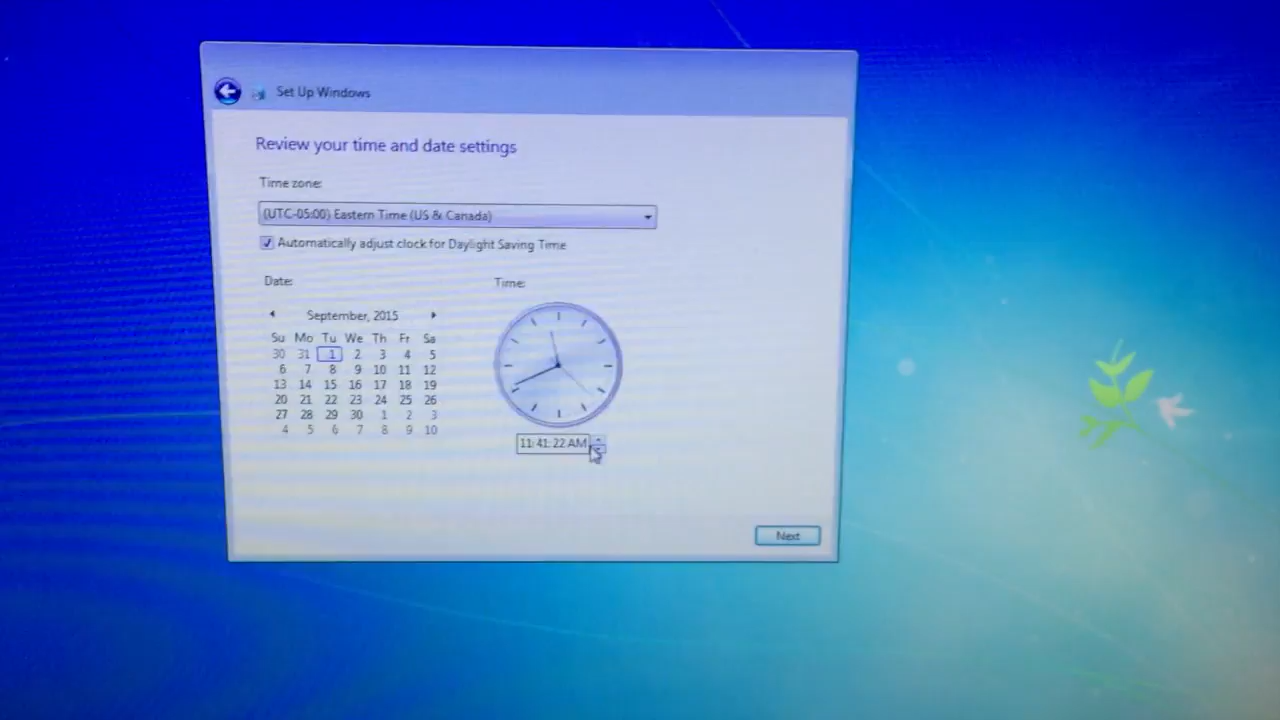 Set Up Windows
Review your time and date settings
Time zone:
(UTC-05:00) Eastern Time (US & Canada)
Automatically adjust clock for Daylight Saving Time
Date: Time:
September, 2015
Su Mo Tu We Th Fr Sa
30 31 1 2 3 4 5
6 7 8 9 10 11 12
13 14 15 16 17 18 19
20 21 22 23 24 25 26
27 28 29 30 1 2 3
4 5 6 7 8 9 10
11:41:22 AM
Next